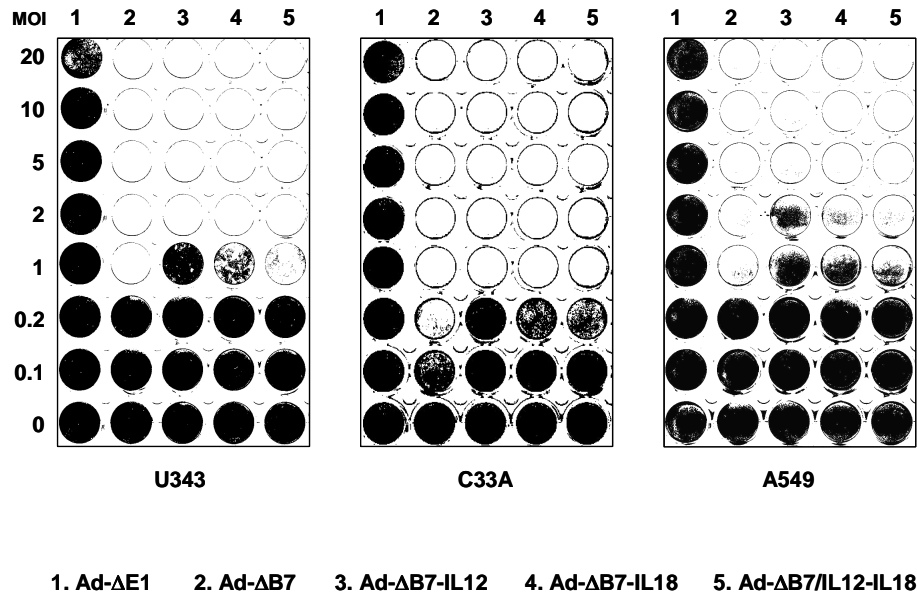 MOI 1 2 3 4 5 1 2 3 4 5 1 2 3 4 5
20
10
5
2
1
0.2
0.1
0
U343 C33A A549
1. Ad-ΔE1 2. Ad-ΔB7 3. Ad-ΔB7-IL12 4. Ad-ΔB7-IL18 5. Ad-ΔB7/IL12-IL18